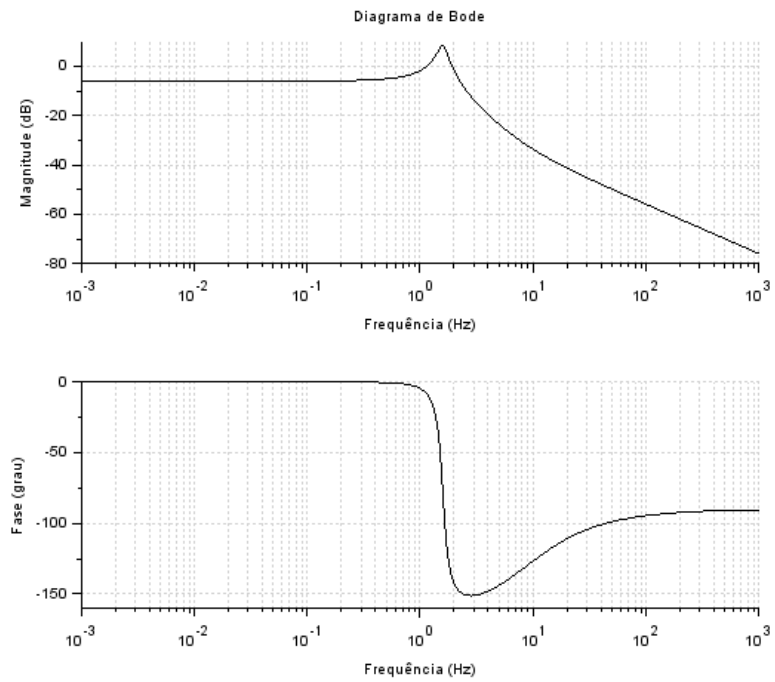 Diagrama de Bode
Magnitude (dB)
0
-20
-40
-60
-80
10^-3 10^-2 10^-1 10^0 10^1 10^2 10^3
Frequência (Hz)
Fase (grau)
0
-50
-100
-150
10^-3 10^-2 10^-1 10^0 10^1 10^2 10^3
Frequência (Hz)